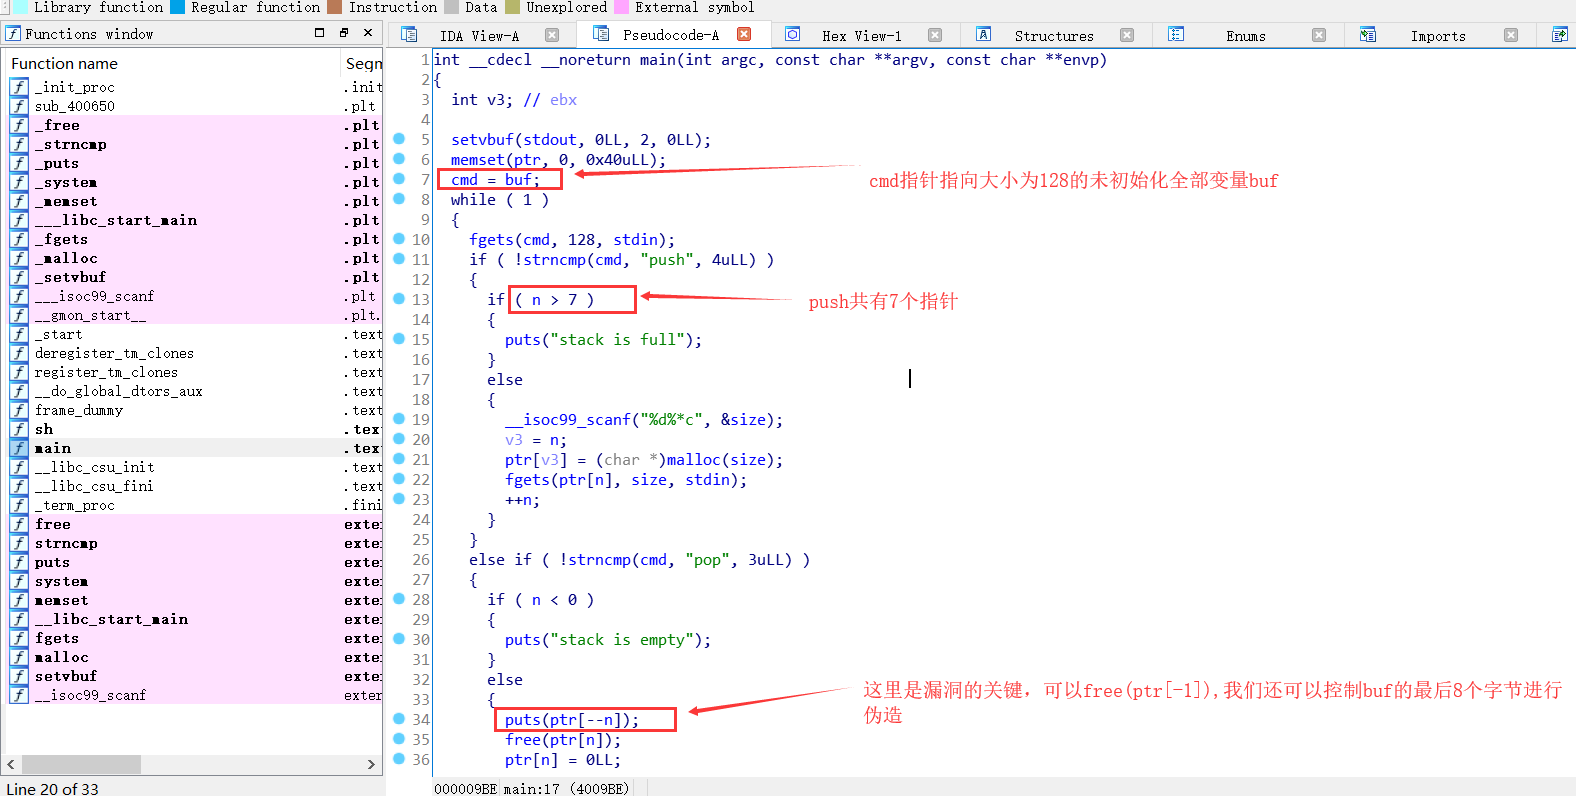 Library function Regular function Instruction Data Unexplored External symbol
Functions window
IDA View-A Pseudocode-A Hex View-1 Structures Enums Imports
Function name Segm
_init_proc .init
sub_400650 .plt
_free .plt
_strncmp .plt
_puts .plt
_system .plt
_memset .plt
___libc_start_main .plt
_fgets .plt
_malloc .plt
_setvbuf .plt
___isoc99_scanf .plt
__gmon_start__ .plt.
_start .text
deregister_tm_clones .text
register_tm_clones .text
__do_global_dtors_aux .text
frame_dummy .text
sh .text
main .text
__libc_csu_init .text
__libc_csu_fini .text
_term_proc .fini
free exte
strncmp exte
puts exte
system exte
memset exte
__libc_start_main exte
fgets exte
malloc exte
setvbuf exte
__isoc99_scanf exter
Line 20 of 33
1 int __cdecl __noreturn main(int argc, const char **argv, const char **envp)
2 {
3 int v3; // ebx
4
5 setvbuf(stdout, 0LL, 2, 0LL);
6 memset(ptr, 0, 0x40uLL);
7 cmd = buf;
cmd指针指向大小为128的未初始化全部变量buf
8 while ( 1 )
9 {
10 fgets(cmd, 128, stdin);
11 if ( !strncmp(cmd, "push", 4uLL) )
12 {
13 if ( n > 7 )
push共有7个指针
14 {
15 puts("stack is full");
16 }
17 else
18 {
19 __isoc99_scanf("%d%*c", &size);
20 v3 = n;
21 ptr[v3] = (char *)malloc(size);
22 fgets(ptr[n], size, stdin);
23 ++n;
24 }
25 }
26 else if ( !strncmp(cmd, "pop", 3uLL) )
27 {
28 if ( n < 0 )
29 {
30 puts("stack is empty");
31 }
32 else
33 {
这里是漏洞的关键，可以free(ptr[-1]),我们还可以控制buf的最后8个字节进行
伪造
34 puts(ptr[--n]);
35 free(ptr[n]);
36 ptr[n] = 0LL;
000009BE main:17 (4009BE)